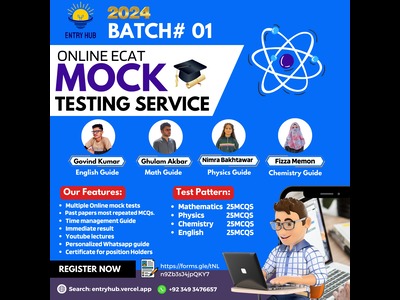 2024
BATCH# 01
ENTRY HUB
ONLINE ECAT
MOCK
TESTING SERVICE
Govind Kumar
English Guide
Ghulam Akbar
Math Guide
Nimra Bakhtawar
Physics Guide
Fizza Memon
Chemistry Guide
Our Features:
Multiple Online mock tests
Past papers most repeated MCQs.
Time management Guide
Immediate result
Youtube lectures
Personalized Whatsapp guide
Certificate for position Holders
Test Pattern:
Mathematics 25MCQS
Physics 25MCQS
Chemistry 25MCQS
English 25MCQS
REGISTER NOW
https://forms.gle/tNL
n9Zb3sJ4jpQKY7
Search: entryhub.vercel.app
+92 349 3476657